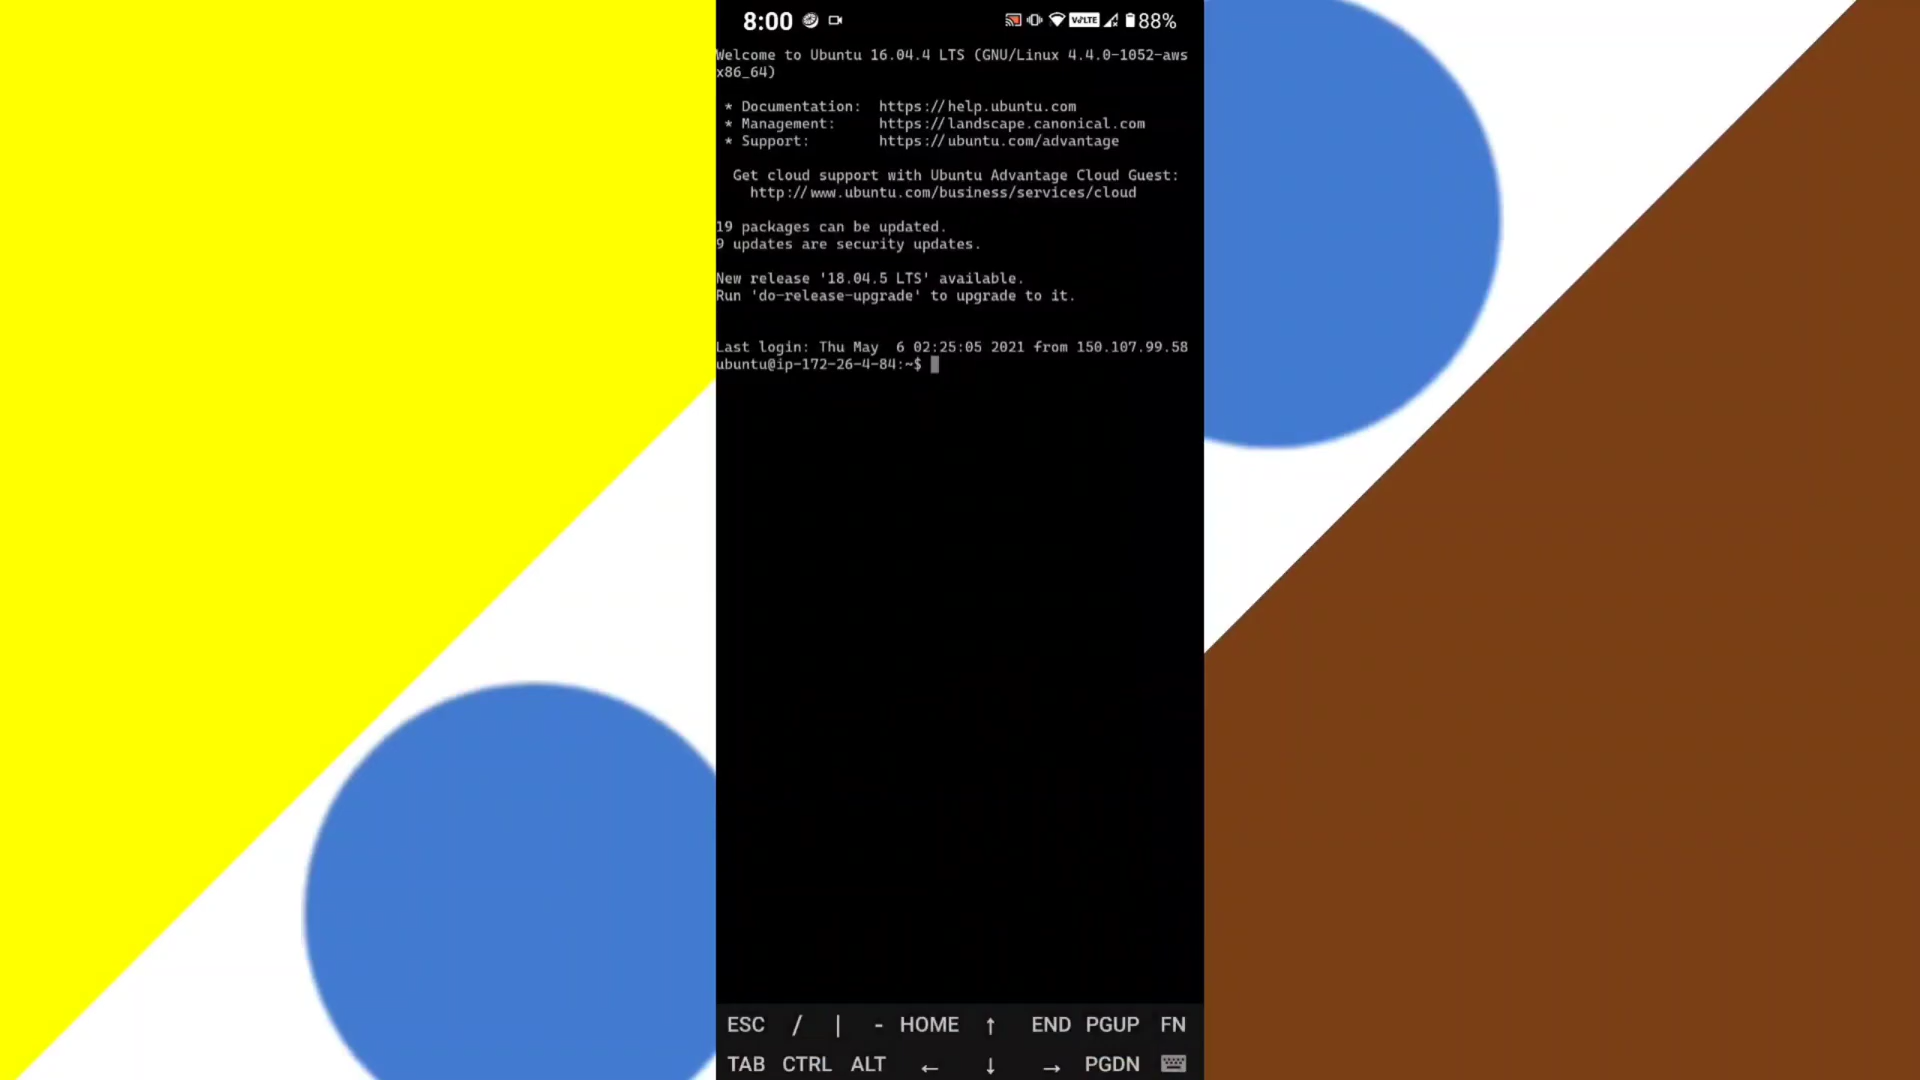 8:00 VoLTE 88%
Welcome to Ubuntu 16.04.4 LTS (GNU/Linux 4.4.0-1052-aws
x86_64)
* Documentation: https://help.ubuntu.com
* Management: https://landscape.canonical.com
* Support: https://ubuntu.com/advantage
Get cloud support with Ubuntu Advantage Cloud Guest:
http://www.ubuntu.com/business/services/cloud
19 packages can be updated.
9 updates are security updates.
New release '18.04.5 LTS' available.
Run 'do-release-upgrade' to upgrade to it.
Last login: Thu May  6 02:25:05 2021 from 150.107.99.58
ubuntu@ip-172-26-4-84:~$
ESC / | - HOME ↑ END PGUP FN
TAB CTRL ALT ← ↓ → PGDN